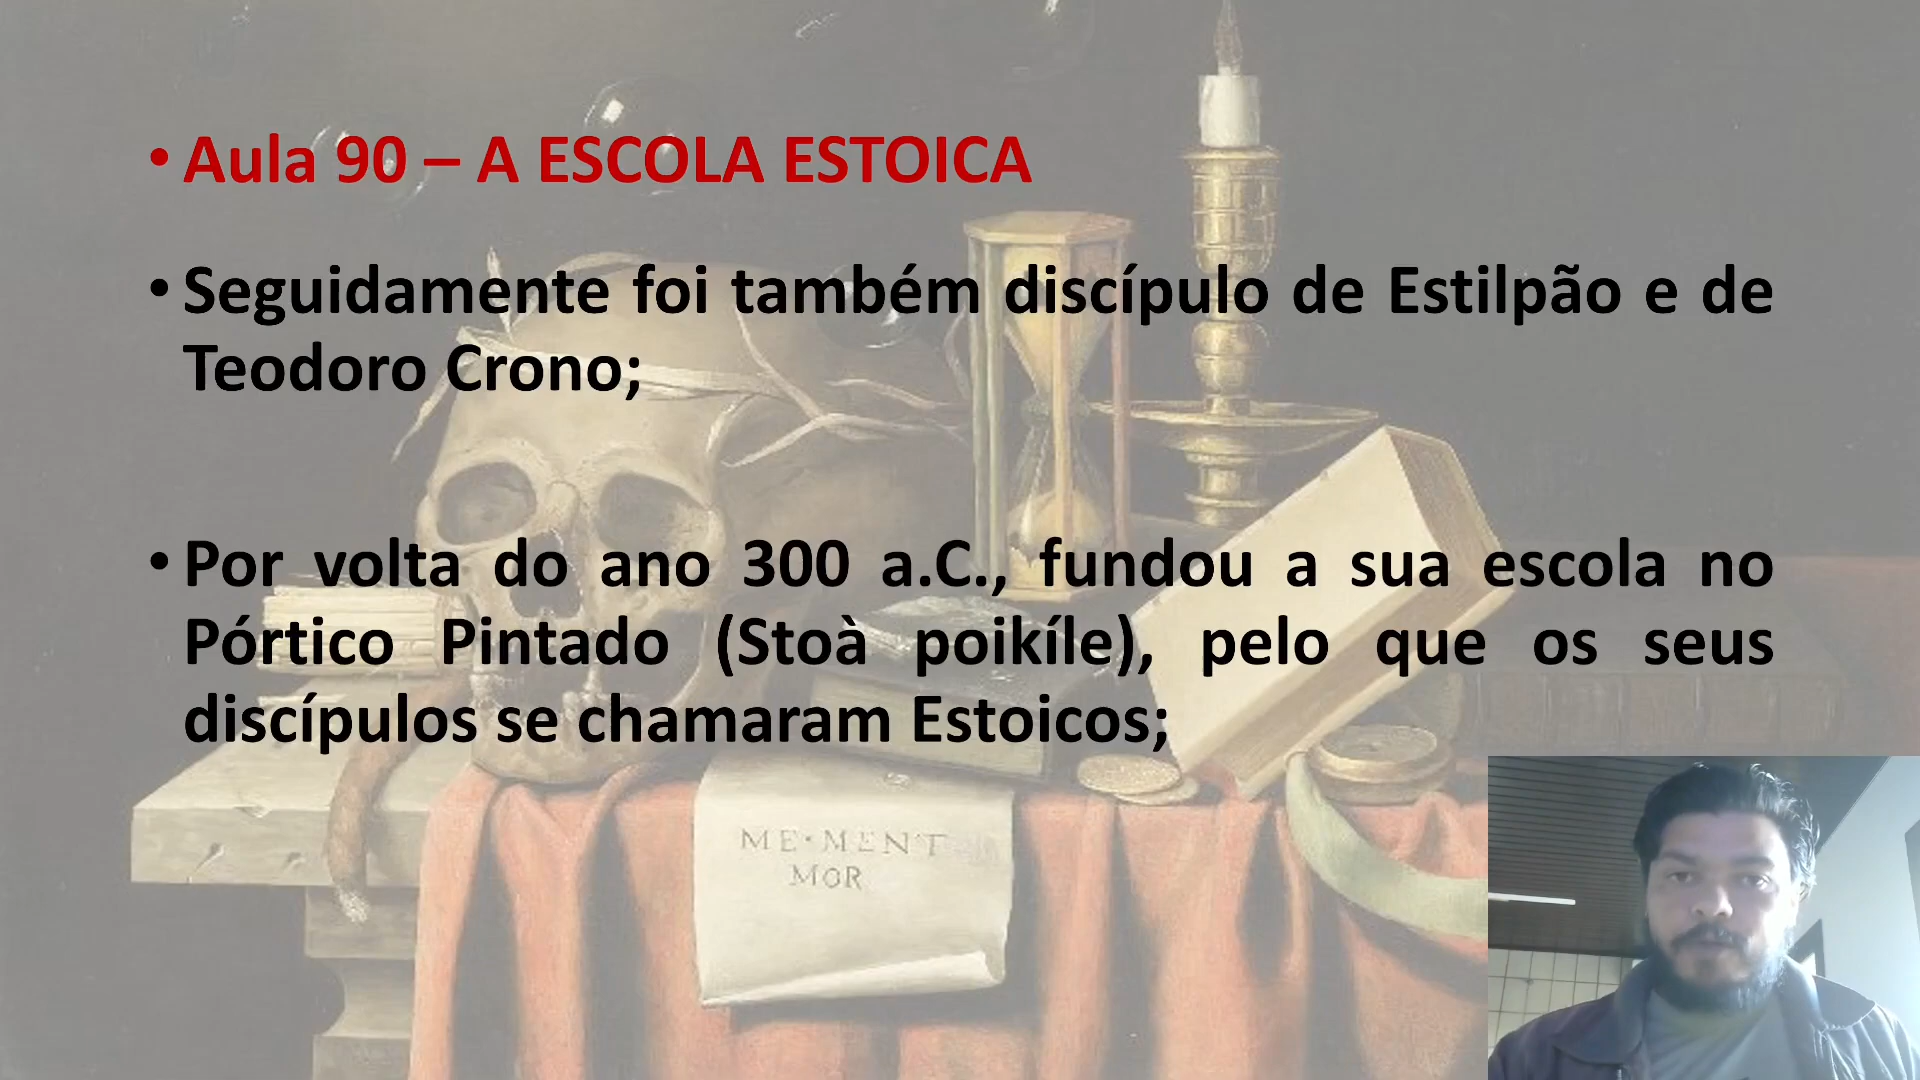 • Aula 90 – A ESCOLA ESTOICA
• Seguidamente foi também discípulo de Estilpão e de
Teodoro Crono;
• Por volta do ano 300 a.C., fundou a sua escola no
Pórtico Pintado (Stoà poikíle), pelo que os seus
discípulos se chamaram Estoicos;
ME·MENT
MOR